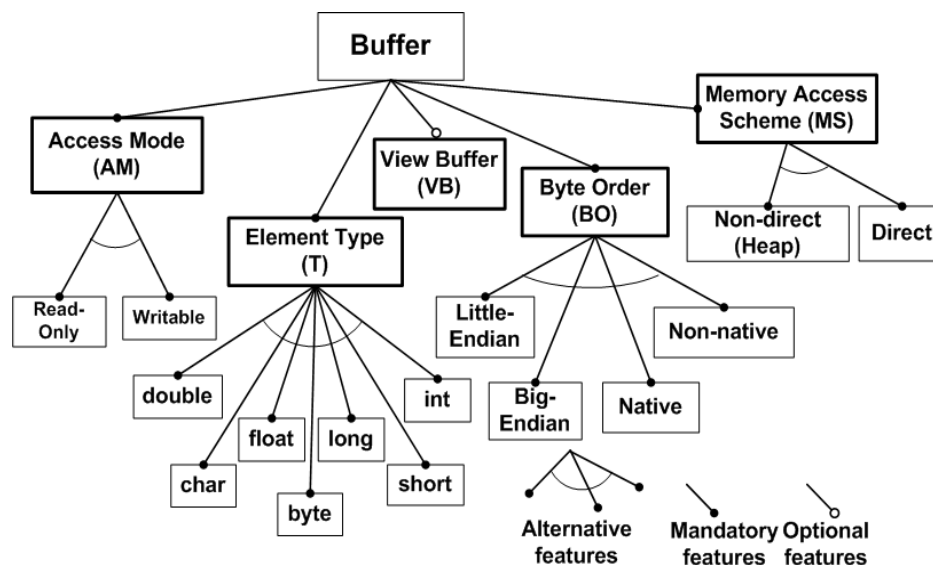 Buffer
Memory Access
Scheme (MS)
Access Mode
(AM)
View Buffer
(VB)
Byte Order
(BO)
Element Type
(T)
Non-direct
(Heap)
Direct
Read-
Only
Writable
Little-
Endian
Non-native
double
int
Big-
Endian
Native
float
long
char
short
byte
Alternative
features
Mandatory
features
Optional
features